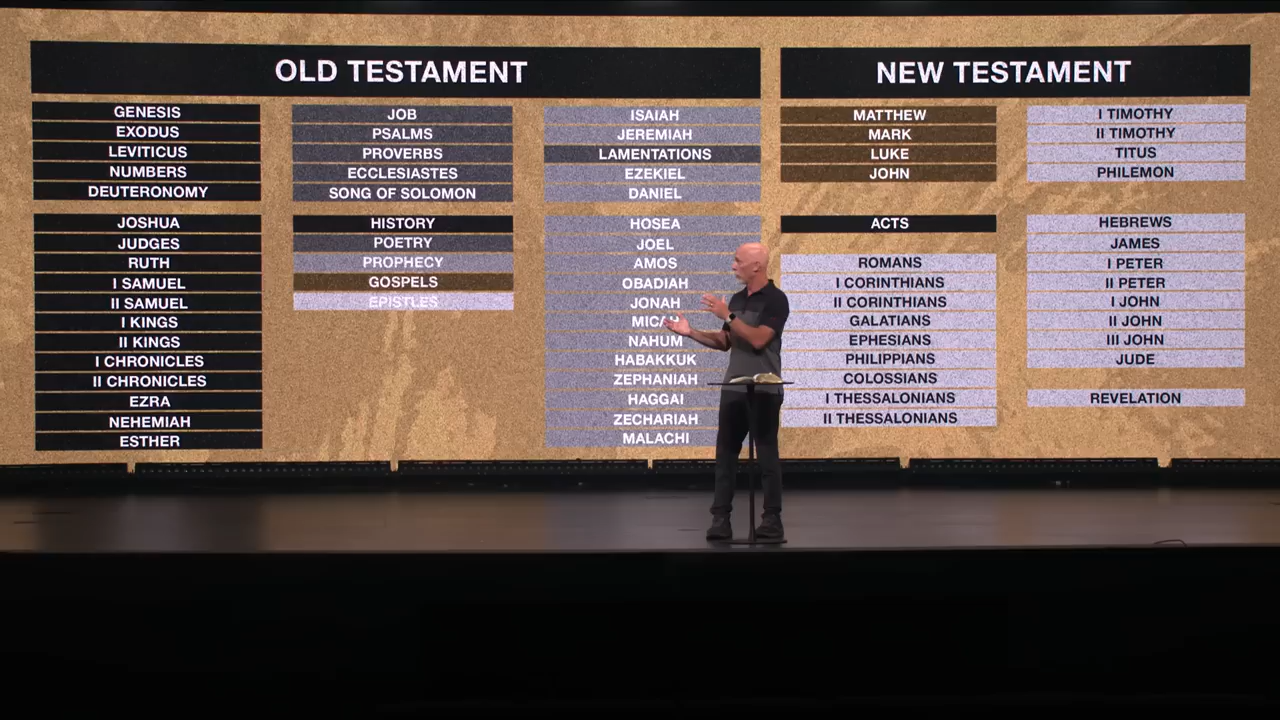 OLD TESTAMENT
GENESIS
EXODUS
LEVITICUS
NUMBERS
DEUTERONOMY
JOSHUA
JUDGES
RUTH
I SAMUEL
II SAMUEL
I KINGS
II KINGS
I CHRONICLES
II CHRONICLES
EZRA
NEHEMIAH
ESTHER
JOB
PSALMS
PROVERBS
ECCLESIASTES
SONG OF SOLOMON
HISTORY
POETRY
PROPHECY
GOSPELS
EPISTLES
ISAIAH
JEREMIAH
LAMENTATIONS
EZEKIEL
DANIEL
HOSEA
JOEL
AMOS
OBADIAH
JONAH
MICAH
NAHUM
HABAKKUK
ZEPHANIAH
HAGGAI
ZECHARIAH
MALACHI
NEW TESTAMENT
MATTHEW
MARK
LUKE
JOHN
ACTS
ROMANS
I CORINTHIANS
II CORINTHIANS
GALATIANS
EPHESIANS
PHILIPPIANS
COLOSSIANS
I THESSALONIANS
II THESSALONIANS
I TIMOTHY
II TIMOTHY
TITUS
PHILEMON
HEBREWS
JAMES
I PETER
II PETER
I JOHN
II JOHN
III JOHN
JUDE
REVELATION